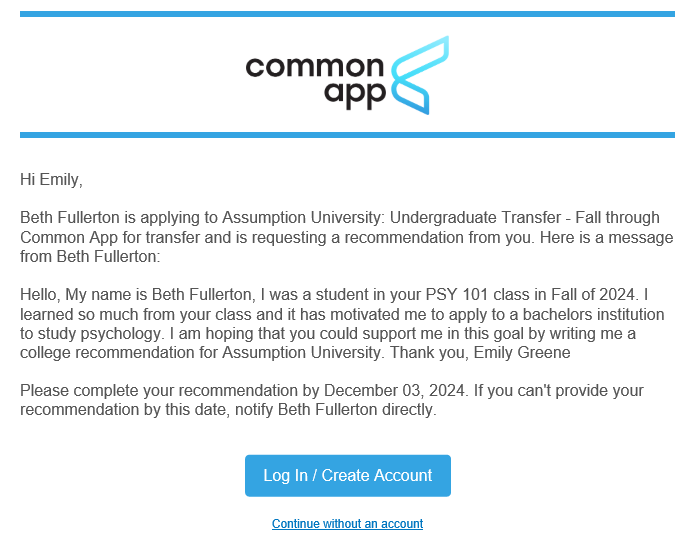 common
app
Hi Emily,
Beth Fullerton is applying to Assumption University: Undergraduate Transfer - Fall through
Common App for transfer and is requesting a recommendation from you. Here is a message
from Beth Fullerton:
Hello, My name is Beth Fullerton, I was a student in your PSY 101 class in Fall of 2024. I
learned so much from your class and it has motivated me to apply to a bachelors institution
to study psychology. I am hoping that you could support me in this goal by writing me a
college recommendation for Assumption University. Thank you, Emily Greene
Please complete your recommendation by December 03, 2024. If you can't provide your
recommendation by this date, notify Beth Fullerton directly.
Log In / Create Account
Continue without an account